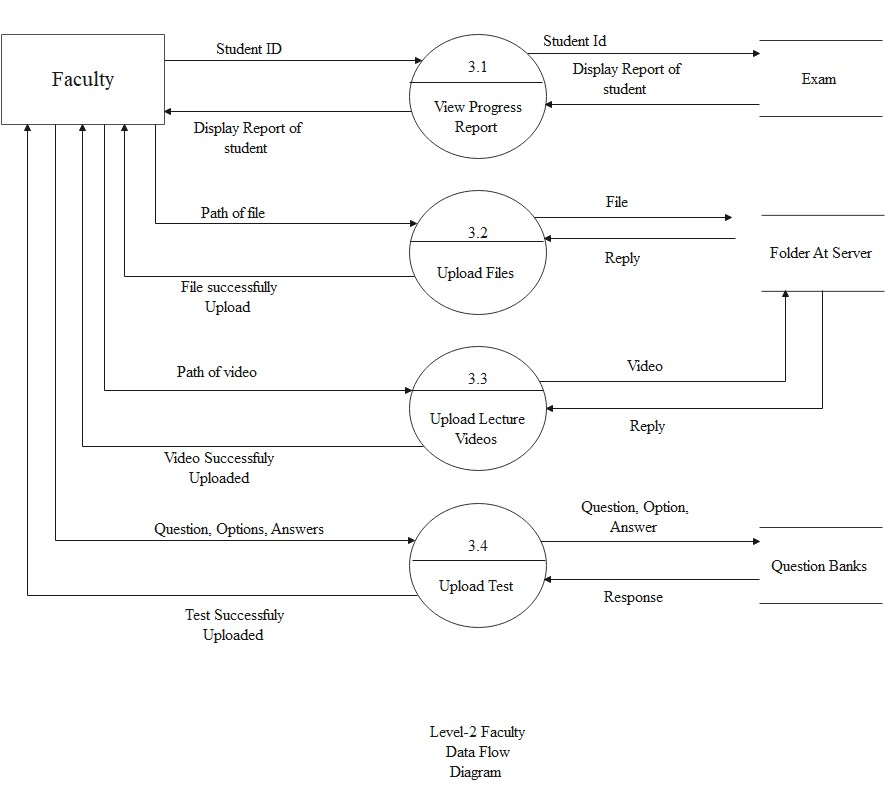 Faculty
Student ID
Display Report of
student
3.1
View Progress
Report
Student Id
Display Report of
student
Exam
Path of file
File successfully
Upload
3.2
Upload Files
File
Reply
Folder At Server
Path of video
Video Successfuly
Uploaded
3.3
Upload Lecture
Videos
Video
Reply
Question, Options, Answers
Test Successfuly
Uploaded
3.4
Upload Test
Question, Option,
Answer
Response
Question Banks
Level-2 Faculty
Data Flow
Diagram